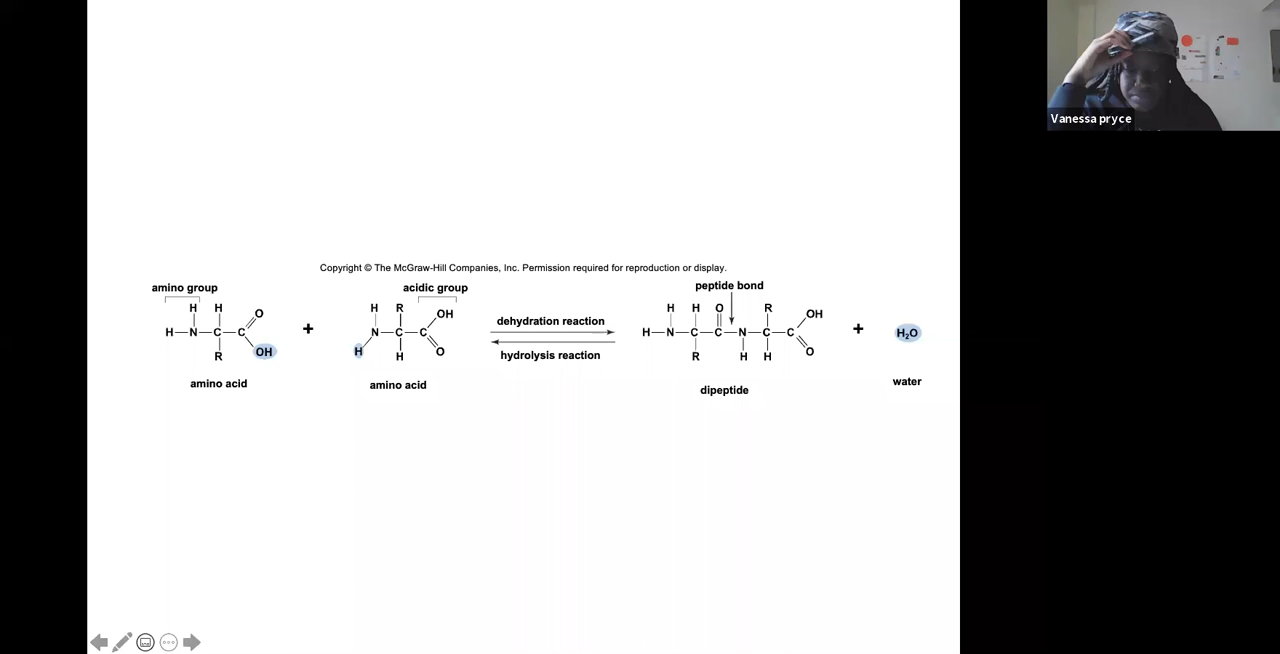 Vanessa pryce
Copyright © The McGraw-Hill Companies, Inc. Permission required for reproduction or display.
amino group
acidic group
peptide bond
H H O
H R OH
H H O R OH
H N C C + N C C dehydration reaction H N C C N C C + H₂O
R OH
H H O
hydrolysis reaction
R H H O
amino acid
amino acid
dipeptide
water